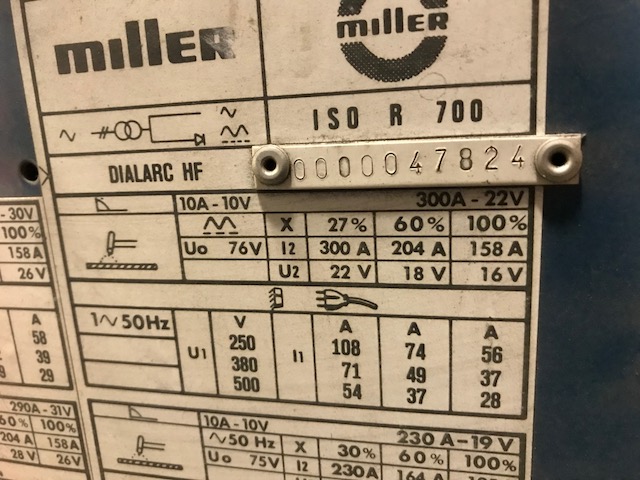 miller
miller
ISO R 700
DIALARC HF
0000047824
10A-10V 300A-22V
X 27% 60% 100%
Uo 76V I2 300 A 204 A 158 A
U2 22 V 18 V 16 V
1~50Hz U1 V I1 A A A
250 108 74 56
380 71 49 37
500 54 37 28
10A-10V 230 A-19 V
~50 Hz X 30% 60% 100%
Uo 75V I2 230A 164 A
-30V
100%
158A
26V
A
58
39
29
290A-31V
60% 100%
204 A 158A
28 V 26V